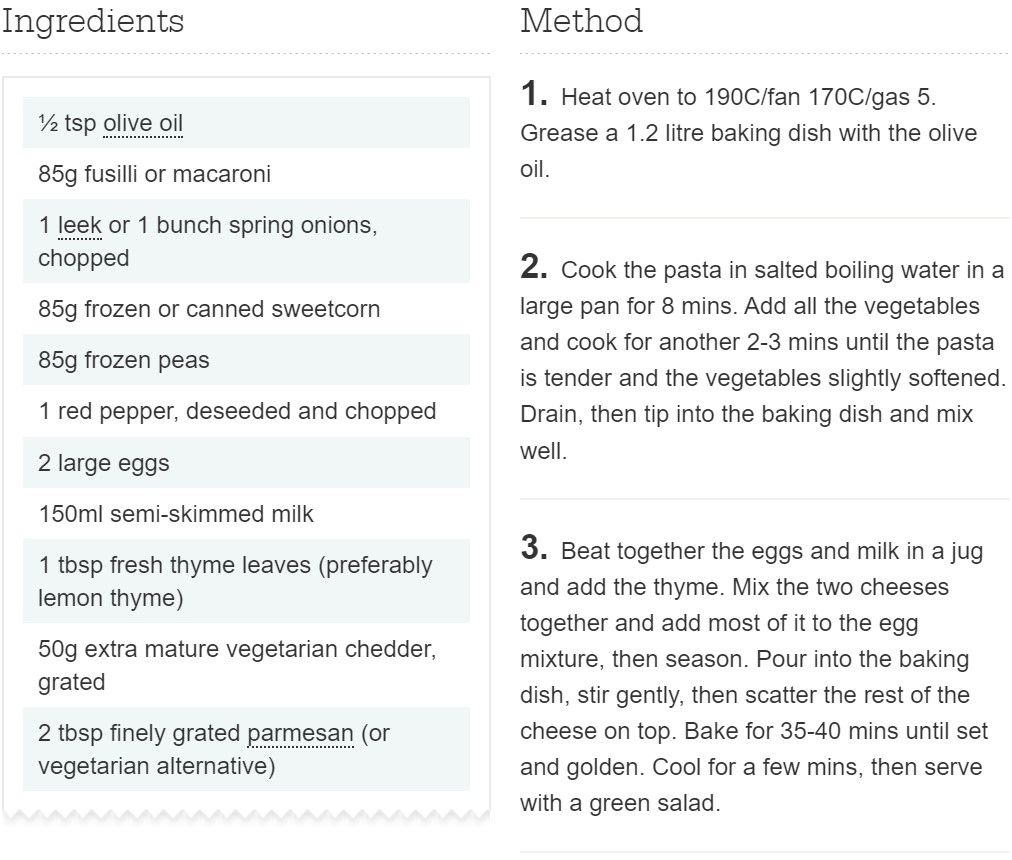 Ingredients
½ tsp olive oil
85g fusilli or macaroni
1 leek or 1 bunch spring onions,
chopped
85g frozen or canned sweetcorn
85g frozen peas
1 red pepper, deseeded and chopped
2 large eggs
150ml semi-skimmed milk
1 tbsp fresh thyme leaves (preferably
lemon thyme)
50g extra mature vegetarian chedder,
grated
2 tbsp finely grated parmesan (or
vegetarian alternative)
Method
1. Heat oven to 190C/fan 170C/gas 5.
Grease a 1.2 litre baking dish with the olive
oil.
2. Cook the pasta in salted boiling water in a
large pan for 8 mins. Add all the vegetables
and cook for another 2-3 mins until the pasta
is tender and the vegetables slightly softened.
Drain, then tip into the baking dish and mix
well.
3. Beat together the eggs and milk in a jug
and add the thyme. Mix the two cheeses
together and add most of it to the egg
mixture, then season. Pour into the baking
dish, stir gently, then scatter the rest of the
cheese on top. Bake for 35-40 mins until set
and golden. Cool for a few mins, then serve
with a green salad.